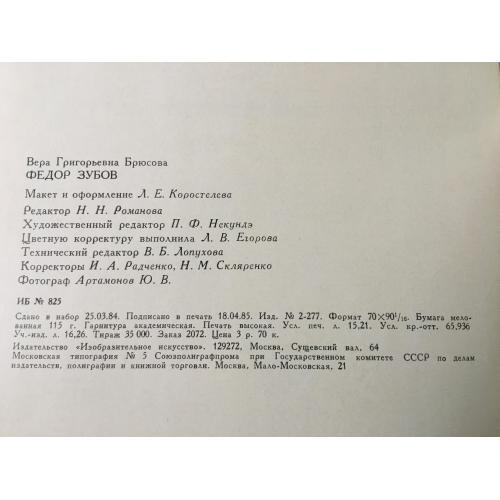 Вера Григорьевна Брюсова
ФЕДОР ЗУБОВ
Макет и оформление Л. Е. Коростелева
Редактор Н. Н. Романова
Художественный редактор П. Ф. Некундэ
Цветную корректуру выполнила Л. В. Егорова
Технический редактор В. Б. Лопухова
Корректоры И. А. Радченко, Н. М. Скляренко
Фотограф Артамонов Ю. В.
ИБ № 825
Сдано в набор 25.03.84. Подписано в печать 18.04.85. Изд. № 2-277. Формат 70×90¹/₁₆. Бумага мело-
ванная 115 г. Гарнитура академическая. Печать высокая. Усл. печ. л. 15,21. Усл. кр.-отт. 65,936
Уч.-изд. л. 16,26. Тираж 35 000. Заказ 2072. Цена 3 р. 70 к.
Издательство «Изобразительное искусство». 129272, Москва, Сущевский вал, 64
Московская типография № 5 Союзполиграфпрома при Государственном комитете СССР по делам
издательств, полиграфии и книжной торговли. Москва, Мало-Московская, 21